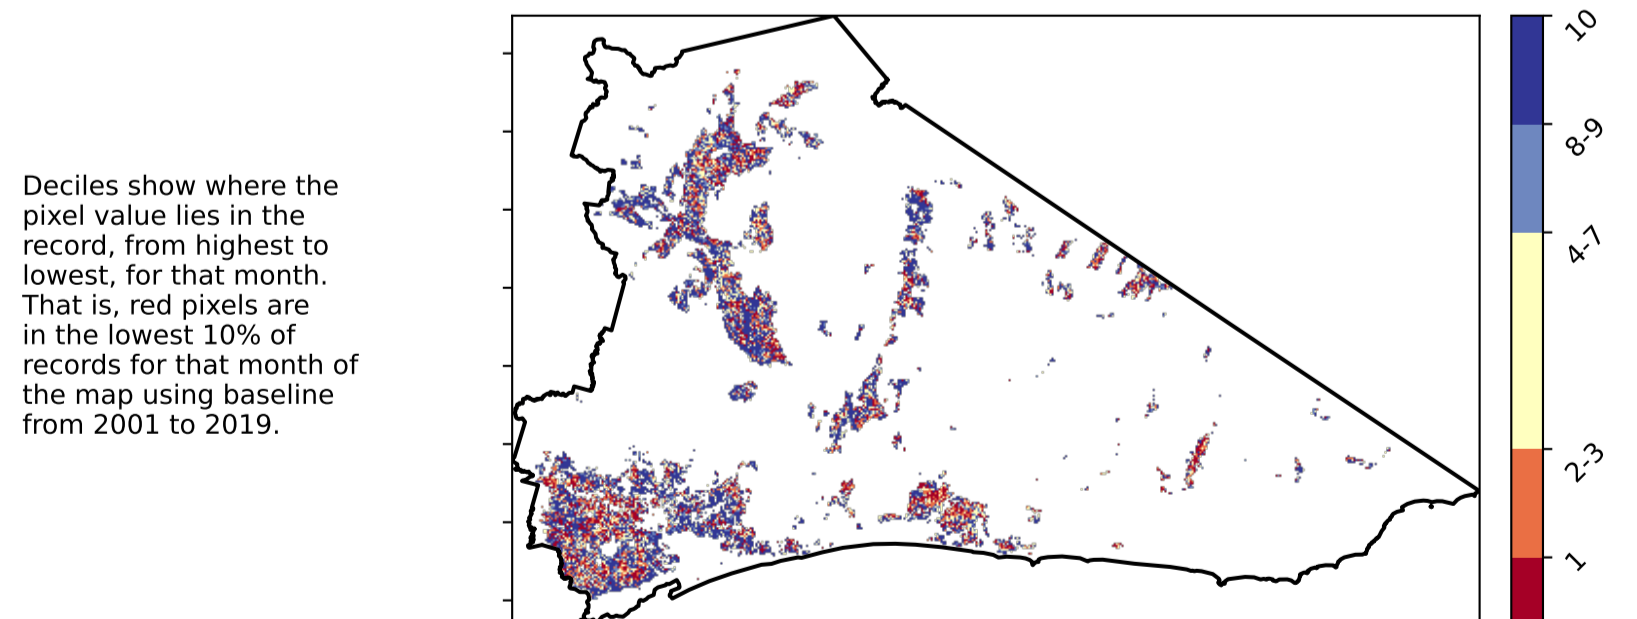 Deciles show where the
pixel value lies in the
record, from highest to
lowest, for that month.
That is, red pixels are
in the lowest 10% of
records for that month of
the map using baseline
from 2001 to 2019.
10
8-9
4-7
2-3
1